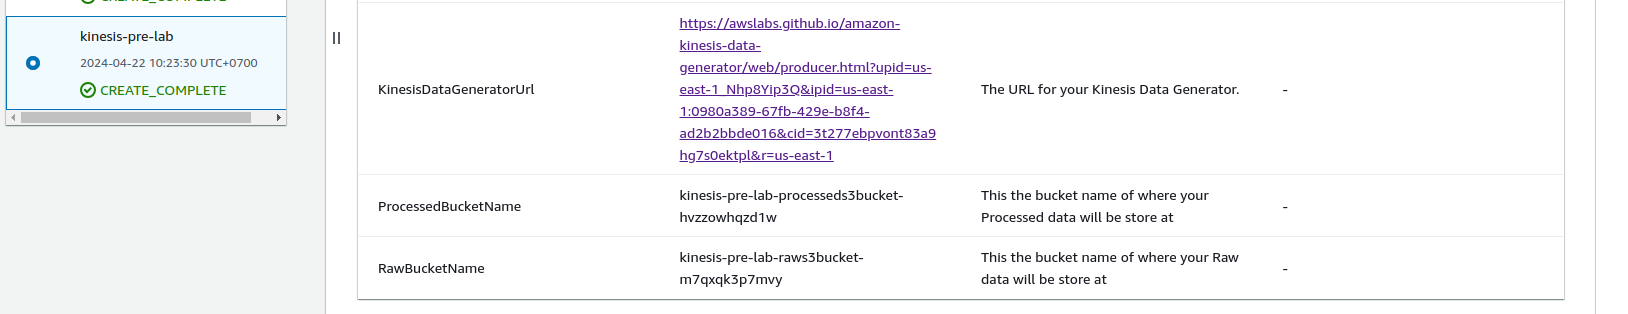 CREATE_COMPLETE
kinesis-pre-lab
2024-04-22 10:23:30 UTC+0700
CREATE_COMPLETE
KinesisDataGeneratorUrl
https://awslabs.github.io/amazon-
kinesis-data-
generator/web/producer.html?upid=us-
east-1_Nhp8Yip3Q&ipid=us-east-
1:0980a389-67fb-429e-b8f4-
ad2b2bbde016&cid=3t277ebpvont83a9
hg7s0ektpl&r=us-east-1
The URL for your Kinesis Data Generator.
-
ProcessedBucketName
kinesis-pre-lab-processeds3bucket-
hvzzowhqzd1w
This the bucket name of where your
Processed data will be store at
-
RawBucketName
kinesis-pre-lab-raws3bucket-
m7qxqk3p7mvy
This the bucket name of where your Raw
data will be store at
-